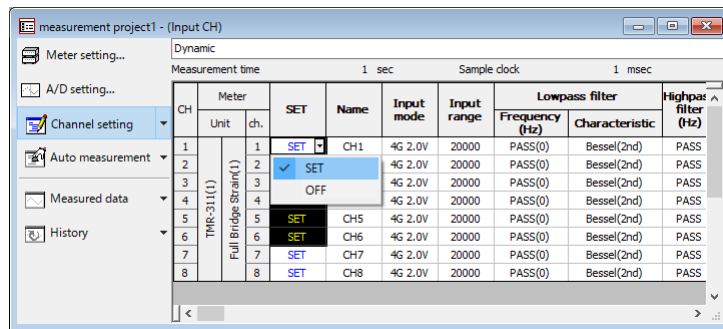 measurement project1 - (Input CH)
Meter setting...
A/D setting...
Channel setting
Auto measurement
Measured data
History
Dynamic
Measurement time 1 sec Sample clock 1 msec
CH Meter SET Name Input mode Input range Lowpass filter Highpas filter (Hz)
Unit ch. Frequency (Hz) Characteristic
TMR-311(1)
Full Bridge Strain(1)
1 1 SET CH1 4G 2.0V 20000 PASS(0) Bessel(2nd) PASS
2 2 4G 2.0V 20000 PASS(0) Bessel(2nd) PASS
3 3 4G 2.0V 20000 PASS(0) Bessel(2nd) PASS
4 4 4G 2.0V 20000 PASS(0) Bessel(2nd) PASS
SET
OFF
5 5 SET CH5 4G 2.0V 20000 PASS(0) Bessel(2nd) PASS
6 6 SET CH6 4G 2.0V 20000 PASS(0) Bessel(2nd) PASS
7 7 SET CH7 4G 2.0V 20000 PASS(0) Bessel(2nd) PASS
8 8 SET CH8 4G 2.0V 20000 PASS(0) Bessel(2nd) PASS